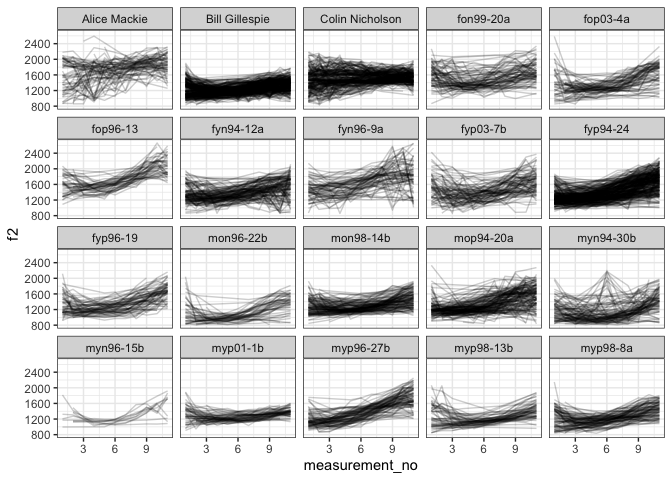 Alice Mackie Bill Gillespie Colin Nicholson fon99-20a fop03-4a
2400
2000
1600
1200
800
fop96-13 fyn94-12a fyn96-9a fyp03-7b fyp94-24
2400
2000
1600
1200
800
f2
fyp96-19 mon96-22b mon98-14b mop94-20a myn94-30b
2400
2000
1600
1200
800
myn96-15b myp01-1b myp96-27b myp98-13b myp98-8a
2400
2000
1600
1200
800
3 6 9 3 6 9 3 6 9 3 6 9 3 6 9
measurement_no